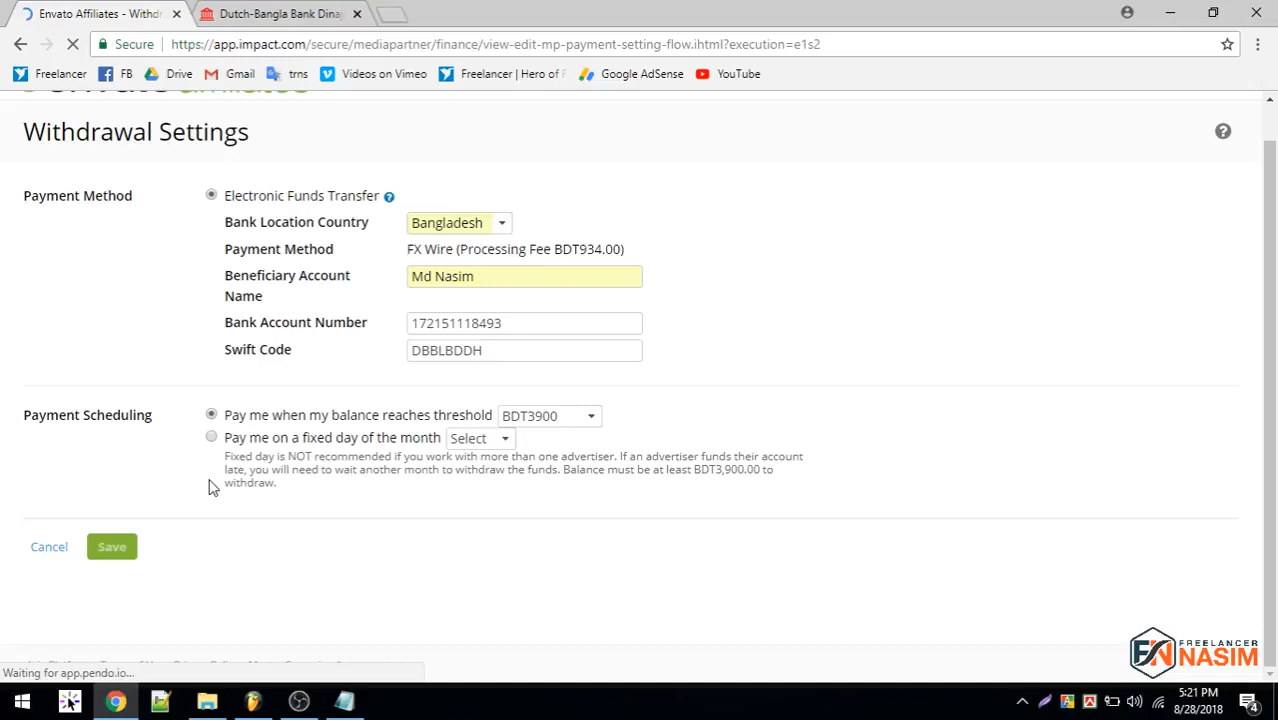 Envato Affiliates - Withdr
Dutch-Bangla Bank Dina
Secure
https://app.impact.com/secure/mediapartner/finance/view-edit-mp-payment-setting-flow.ihtml?execution=e1s2
Freelancer
FB
Drive
Gmail
trns
Videos on Vimeo
Freelancer | Hero of F
Google AdSense
YouTube
Withdrawal Settings
Payment Method
Electronic Funds Transfer
Bank Location Country
Bangladesh
Payment Method
FX Wire (Processing Fee BDT934.00)
Beneficiary Account
Name
Md Nasim
Bank Account Number
172151118493
Swift Code
DBBLBDDH
Payment Scheduling
Pay me when my balance reaches threshold
BDT3900
Pay me on a fixed day of the month
Select
Fixed day is NOT recommended if you work with more than one advertiser. If an advertiser funds their account
late, you will need to wait another month to withdraw the funds. Balance must be at least BDT3,900.00 to
withdraw.
Cancel
Save
FREELANCER
NASIM
Waiting for app.pendo.io...
5:21 PM
8/28/2018
4